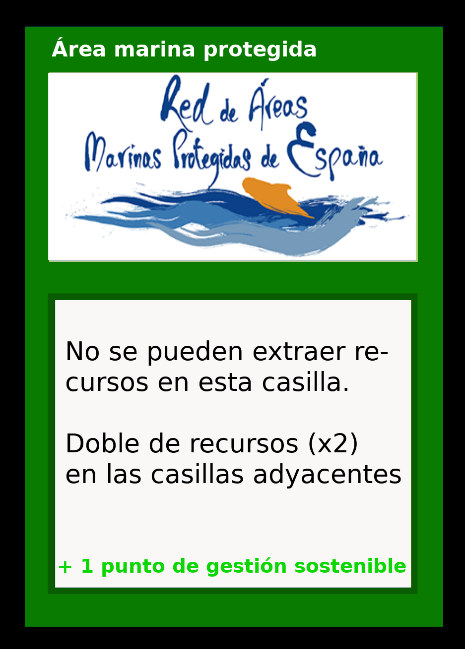 Área marina protegida
Red de Áreas
Marinas Protegidas de España
No se pueden extraer re-
cursos en esta casilla.
Doble de recursos (x2)
en las casillas adyacentes
+ 1 punto de gestión sostenible